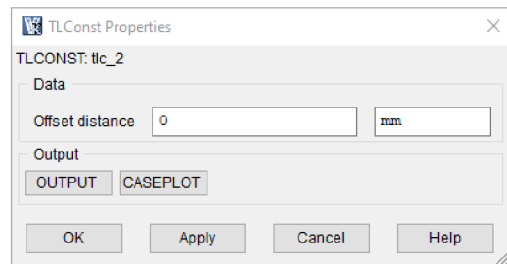 TLConst Properties
TLCONST: tlc_2
Data
Offset distance 0 mm
Output
OUTPUT CASEPLOT
OK Apply Cancel Help